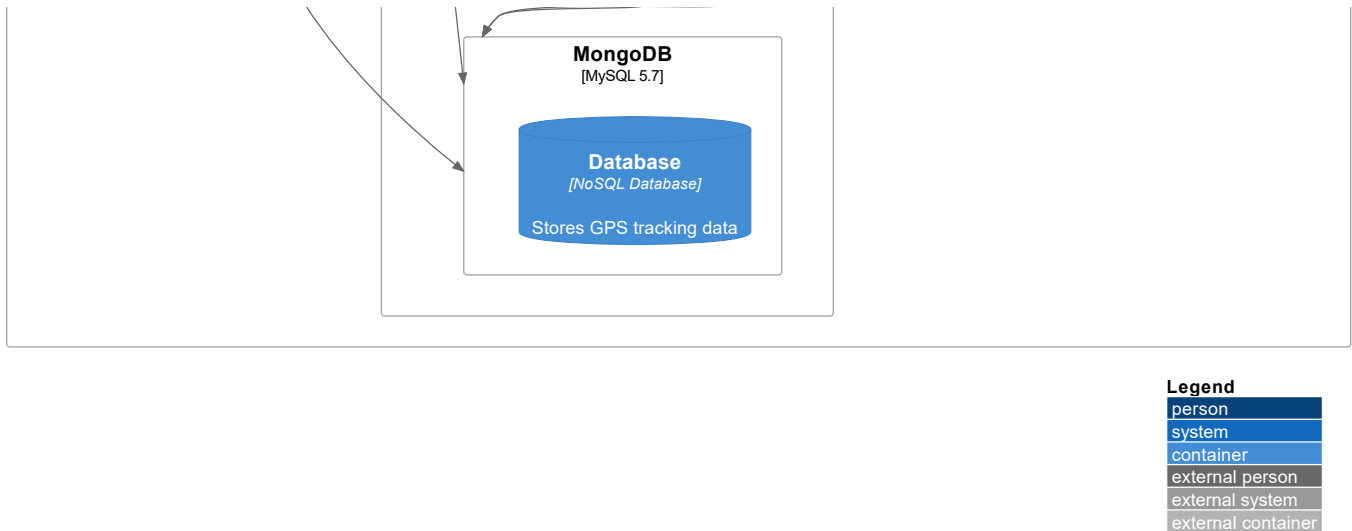 MongoDB
[MySQL 5.7]
Database
[NoSQL Database]
Stores GPS tracking data
Legend
person
system
container
external person
external system
external container